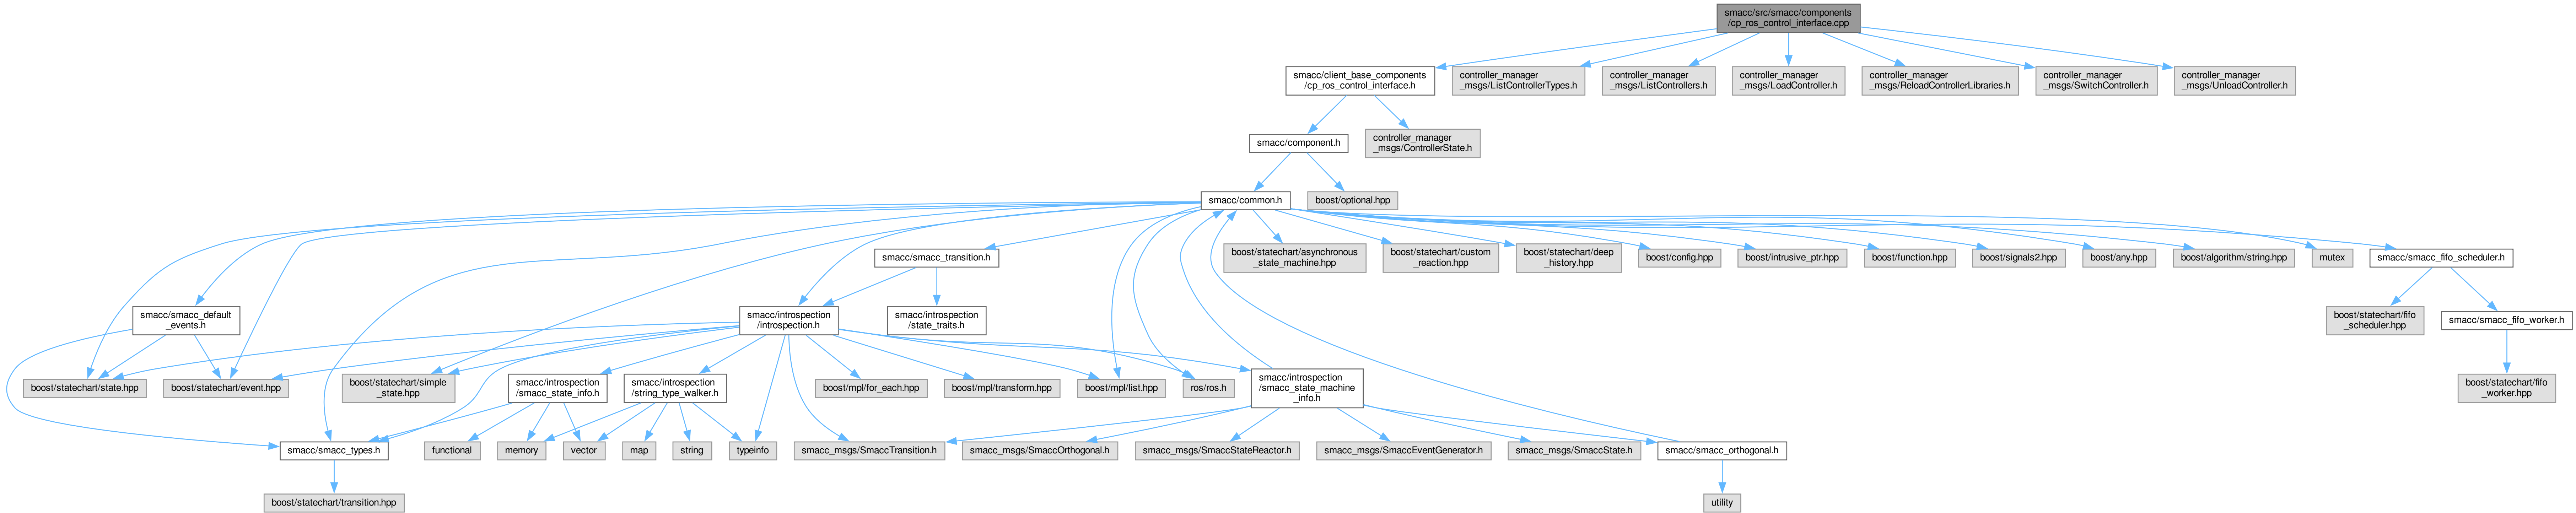 smacc/src/smacc/components
/cp_ros_control_interface.cpp
smacc/client_base_components
/cp_ros_control_interface.h
controller_manager
_msgs/ListControllerTypes.h
controller_manager
_msgs/ListControllers.h
controller_manager
_msgs/LoadController.h
controller_manager
_msgs/ReloadControllerLibraries.h
controller_manager
_msgs/SwitchController.h
controller_manager
_msgs/UnloadController.h
smacc/component.h
controller_manager
_msgs/ControllerState.h
smacc/common.h
boost/optional.hpp
smacc/smacc_transition.h
boost/statechart/asynchronous
_state_machine.hpp
boost/statechart/custom
_reaction.hpp
boost/statechart/deep
_history.hpp
boost/config.hpp
boost/intrusive_ptr.hpp
boost/function.hpp
boost/signals2.hpp
boost/any.hpp
boost/algorithm/string.hpp
mutex
smacc/smacc_fifo_scheduler.h
smacc/smacc_default
_events.h
smacc/introspection
/introspection.h
smacc/introspection
/state_traits.h
boost/statechart/fifo
_scheduler.hpp
smacc/smacc_fifo_worker.h
boost/statechart/state.hpp
boost/statechart/event.hpp
boost/statechart/simple
_state.hpp
smacc/introspection
/smacc_state_info.h
smacc/introspection
/string_type_walker.h
boost/mpl/for_each.hpp
boost/mpl/transform.hpp
boost/mpl/list.hpp
ros/ros.h
smacc/introspection
/smacc_state_machine
_info.h
boost/statechart/fifo
_worker.hpp
smacc/smacc_types.h
functional
memory
vector
map
string
typeinfo
smacc_msgs/SmaccTransition.h
smacc_msgs/SmaccOrthogonal.h
smacc_msgs/SmaccStateReactor.h
smacc_msgs/SmaccEventGenerator.h
smacc_msgs/SmaccState.h
smacc/smacc_orthogonal.h
boost/statechart/transition.hpp
utility